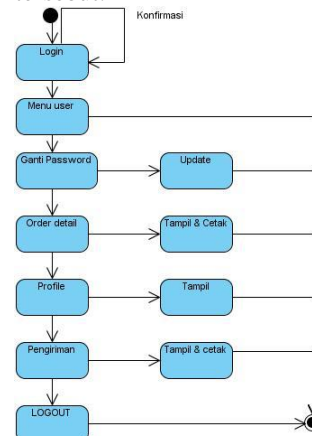 Konfirmasi
Login
Menu user
Ganti Password
Update
Order detail
Tampil & Cetak
Profile
Tampil
Pengiriman
Tampil & cetak
LOGOUT